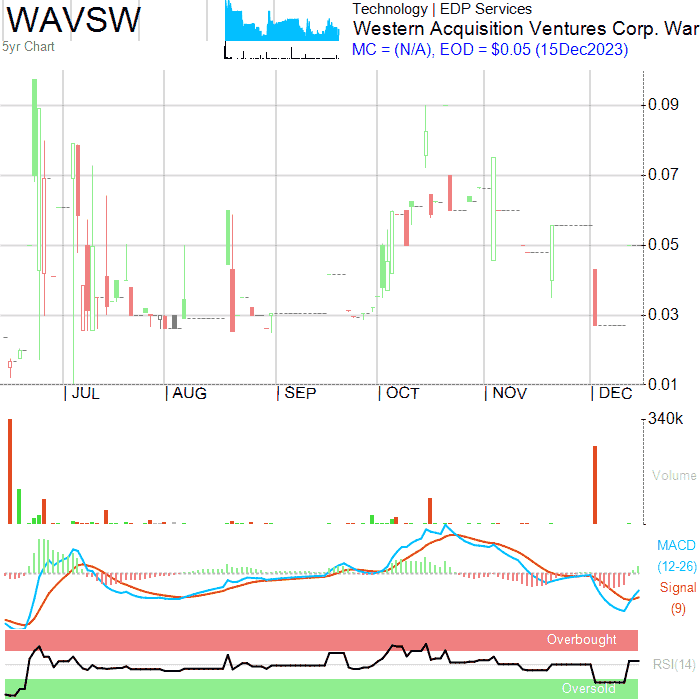 WAVSW
5yr Chart
Technology | EDP Services
Western Acquisition Ventures Corp. War
MC = (N/A), EOD = $0.05 (15Dec2023)
0.09
0.07
0.05
0.03
0.01
| JUL | AUG | SEP | OCT | NOV | DEC
340k
Volume
MACD
(12-26)
Signal
(9)
Overbought
RSI(14)
Oversold